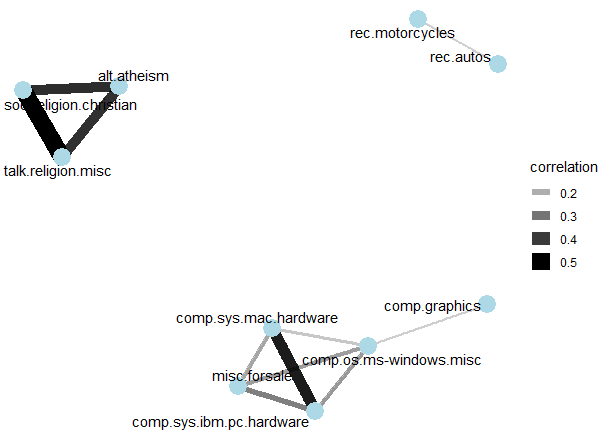 rec.motorcycles
rec.autos
alt.atheism
soc.religion.christian
talk.religion.misc
correlation
0.2
0.3
0.4
0.5
comp.graphics
comp.sys.mac.hardware
comp.os.ms-windows.misc
misc.forsale
comp.sys.ibm.pc.hardware